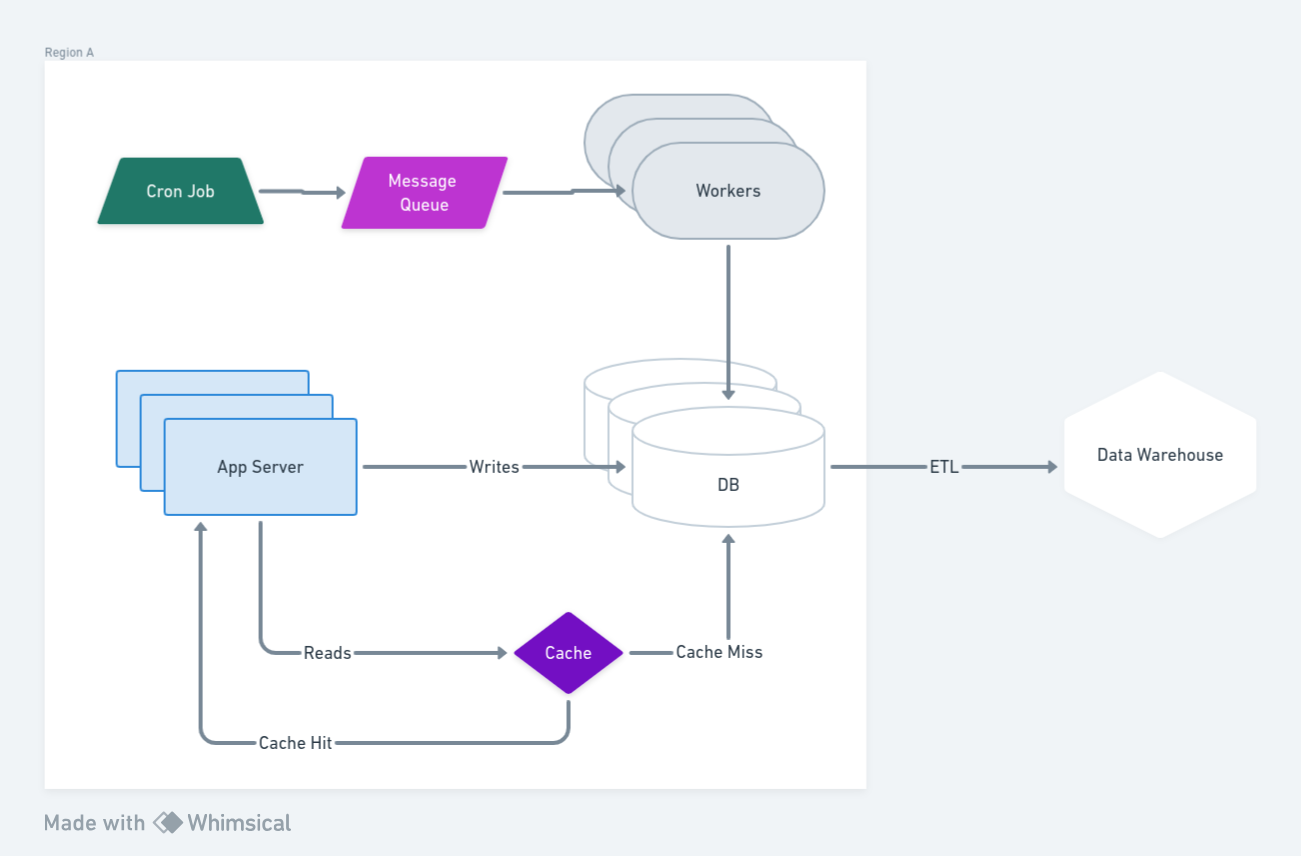 Region A
Cron Job
Message
Queue
Workers
App Server
Writes
DB
ETL
Data Warehouse
Reads
Cache
Cache Miss
Cache Hit
Made with Whimsical